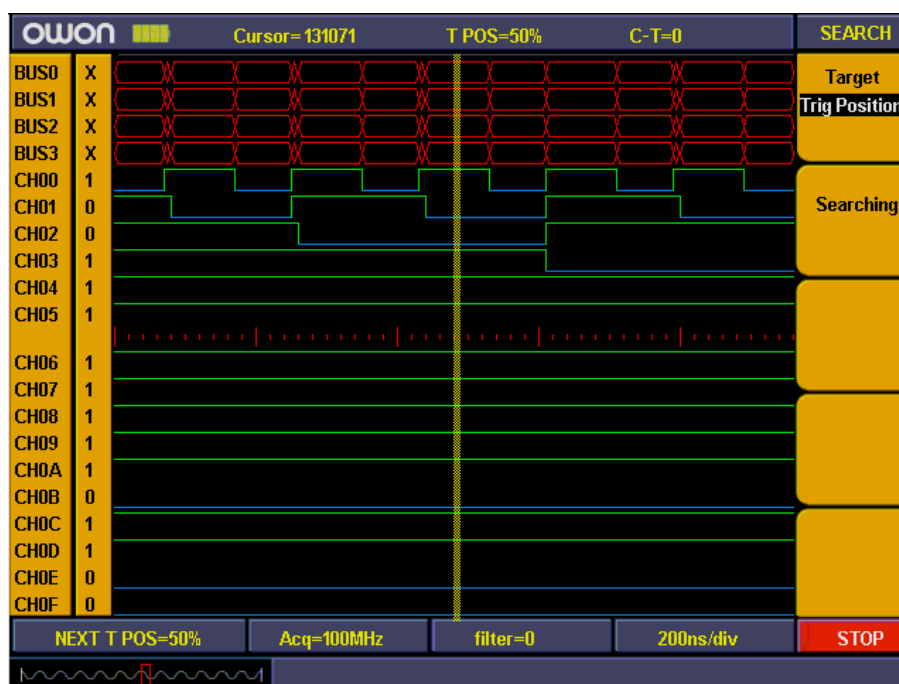 owon Cursor=131071 T POS=50% C-T=0 SEARCH
BUS0 X
BUS1 X
BUS2 X
BUS3 X
CH00 1
CH01 0
CH02 0
CH03 1
CH04 1
CH05 1
CH06 1
CH07 1
CH08 1
CH09 1
CH0A 1
CH0B 0
CH0C 1
CH0D 1
CH0E 0
CH0F 0
Target
Trig Position
Searching
NEXT T POS=50% Acq=100MHz filter=0 200ns/div STOP